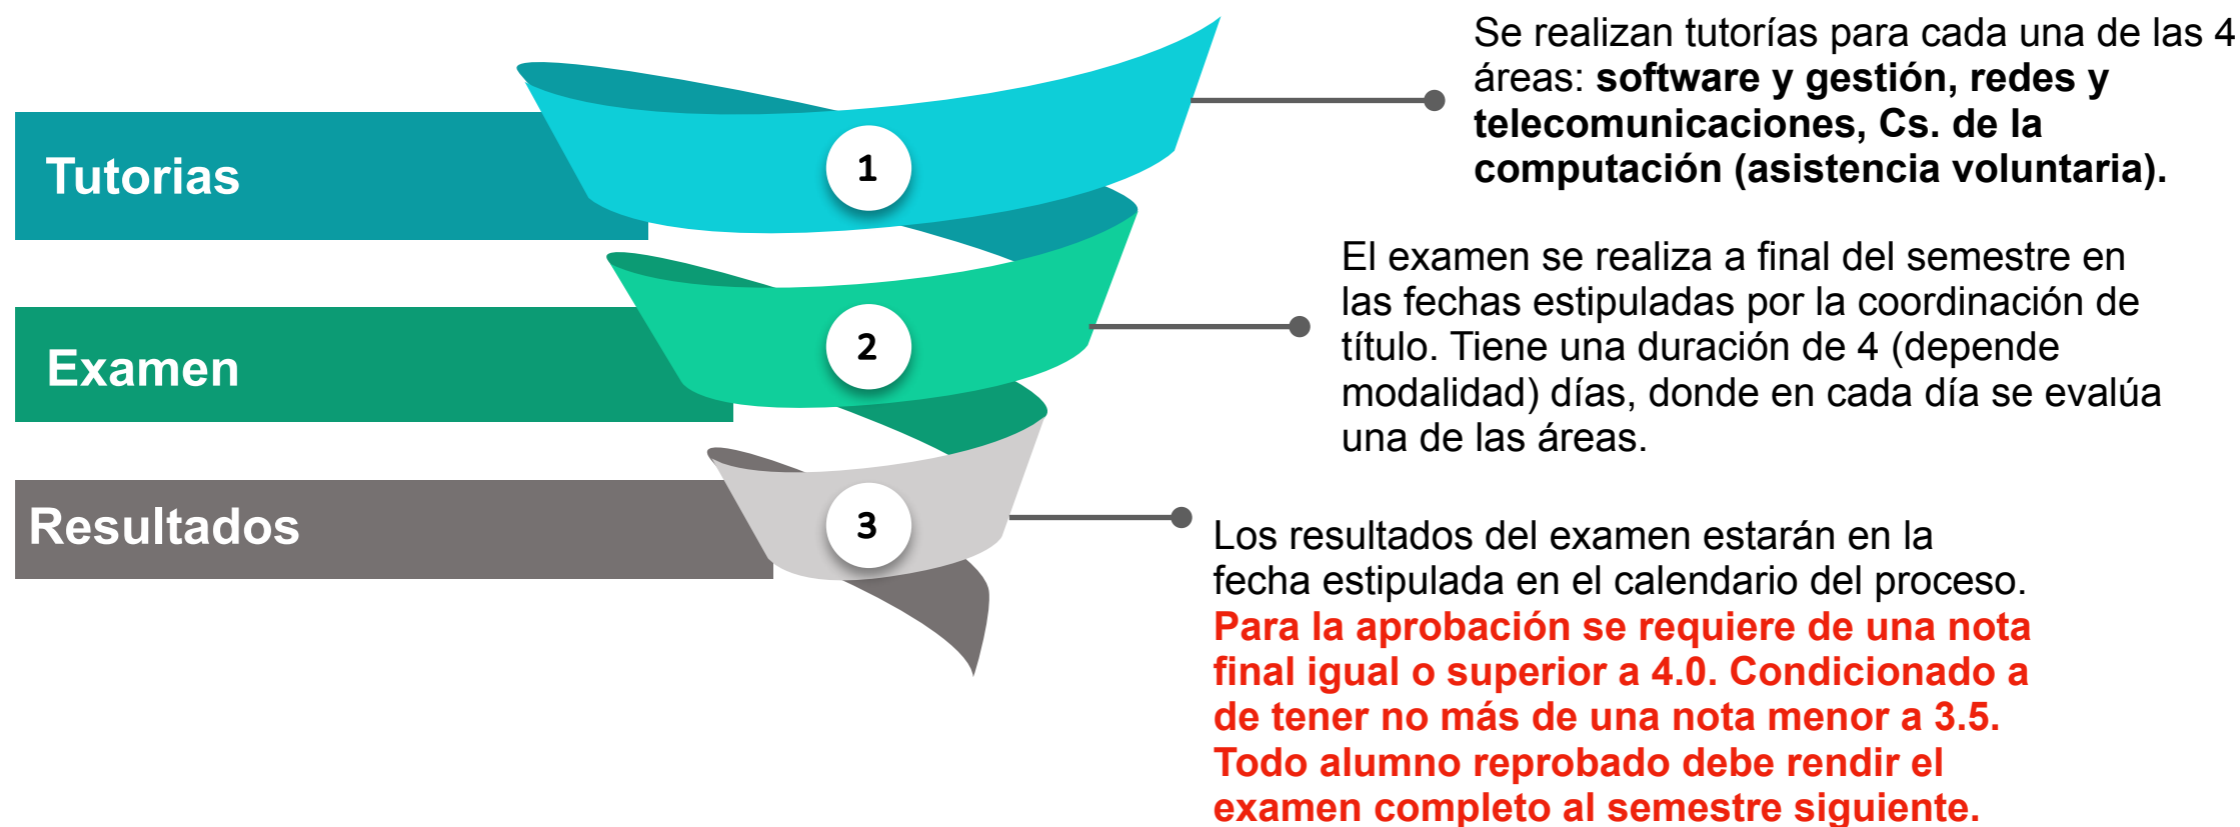 Tutorias
1
Se realizan tutorías para cada una de las 4
áreas: software y gestión, redes y
telecomunicaciones, Cs. de la
computación (asistencia voluntaria).
Examen
2
El examen se realiza a final del semestre en
las fechas estipuladas por la coordinación de
título. Tiene una duración de 4 (depende
modalidad) días, donde en cada día se evalúa
una de las áreas.
Resultados
3
Los resultados del examen estarán en la
fecha estipulada en el calendario del proceso.
Para la aprobación se requiere de una nota
final igual o superior a 4.0. Condicionado a
de tener no más de una nota menor a 3.5.
Todo alumno reprobado debe rendir el
examen completo al semestre siguiente.